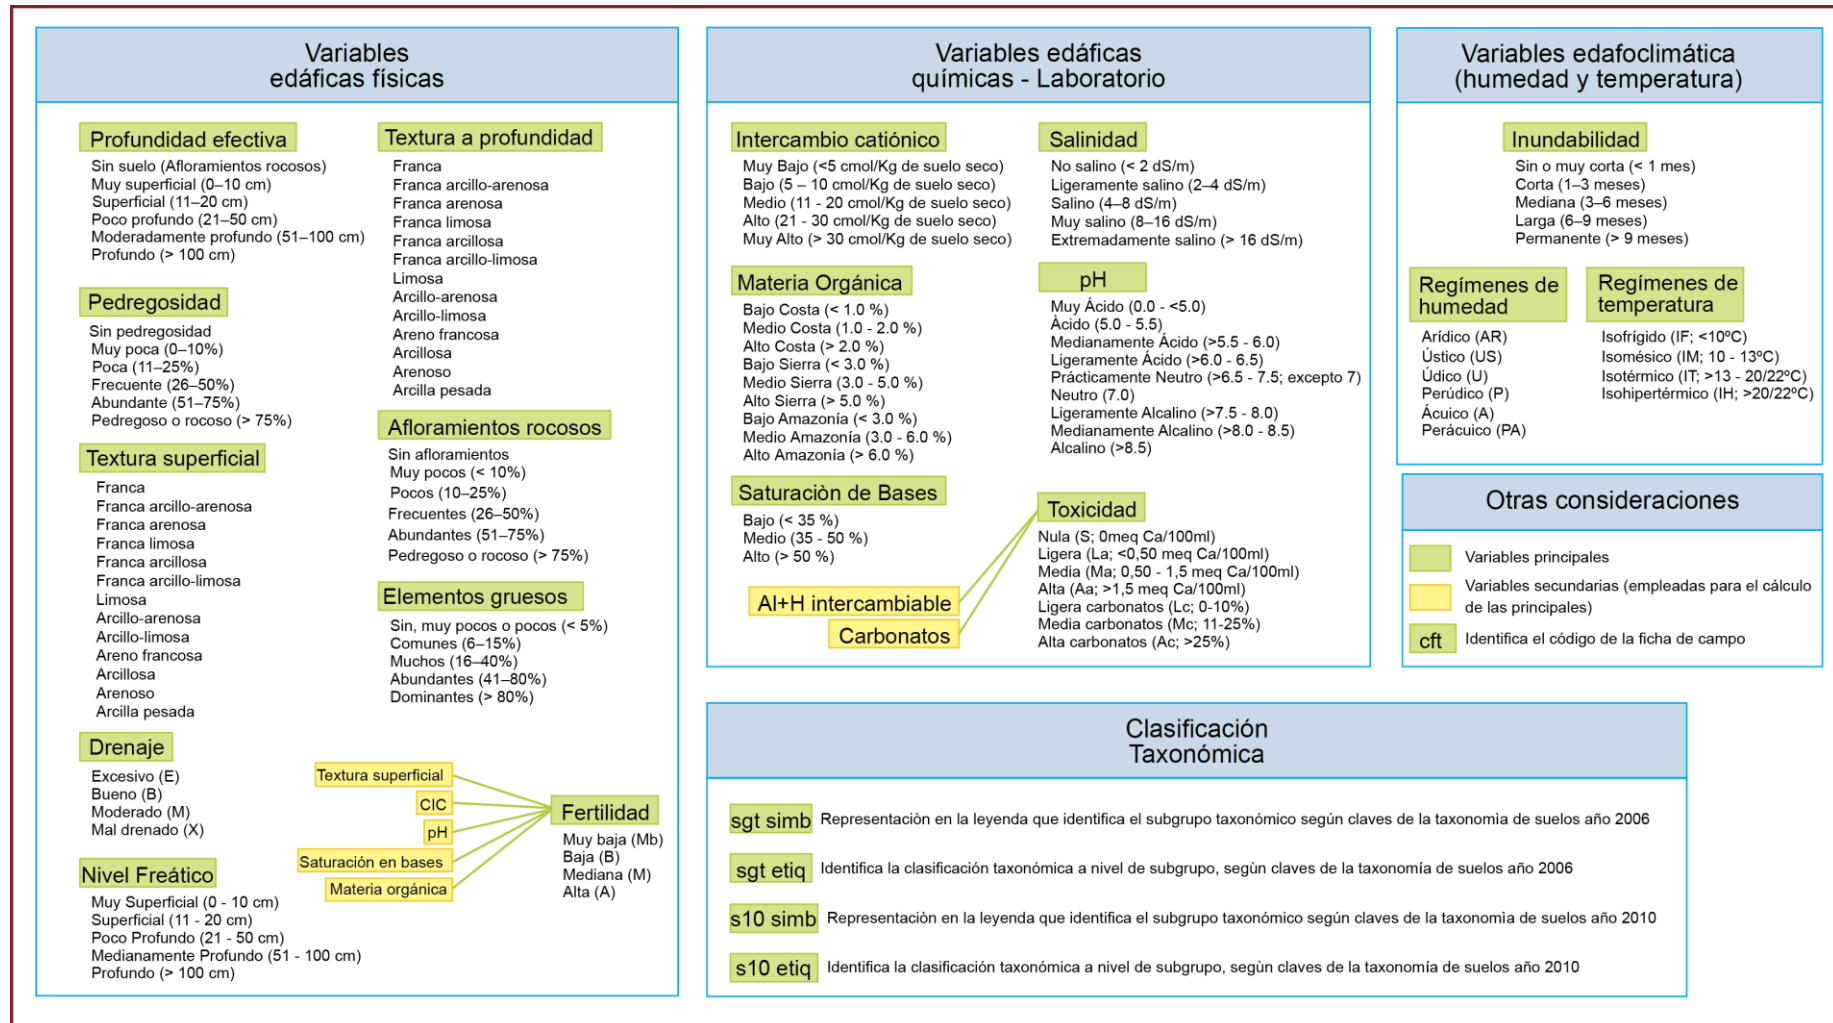 Variables
edáficas físicas
Profundidad efectiva
Sin suelo (Afloramientos rocosos)
Muy superficial (0–10 cm)
Superficial (11–20 cm)
Poco profundo (21–50 cm)
Moderadamente profundo (51–100 cm)
Profundo (> 100 cm)
Pedregosidad
Sin pedregosidad
Muy poca (0–10%)
Poca (11–25%)
Frecuente (26–50%)
Abundante (51–75%)
Pedregoso o rocoso (> 75%)
Textura superficial
Franca
Franca arcillo-arenosa
Franca arenosa
Franca limosa
Franca arcillosa
Franca arcillo-limosa
Limosa
Arcillo-arenosa
Arcillo-limosa
Areno francosa
Arcillosa
Arenoso
Arcilla pesada
Drenaje
Excesivo (E)
Bueno (B)
Moderado (M)
Mal drenado (X)
Nivel Freático
Muy Superficial (0 - 10 cm)
Superficial (11 - 20 cm)
Poco Profundo (21 - 50 cm)
Medianamente Profundo (51 - 100 cm)
Profundo (> 100 cm)
Textura a profundidad
Franca
Franca arcillo-arenosa
Franca arenosa
Franca limosa
Franca arcillosa
Franca arcillo-limosa
Limosa
Arcillo-arenosa
Arcillo-limosa
Areno francosa
Arcillosa
Arenoso
Arcilla pesada
Afloramientos rocosos
Sin afloramientos
Muy pocos (< 10%)
Pocos (10–25%)
Frecuentes (26–50%)
Abundantes (51–75%)
Pedregoso o rocoso (> 75%)
Elementos gruesos
Sin, muy pocos o pocos (< 5%)
Comunes (6–15%)
Muchos (16–40%)
Abundantes (41–80%)
Dominantes (> 80%)
Textura superficial
CIC
pH
Saturación en bases
Materia orgánica
Fertilidad
Muy baja (Mb)
Baja (B)
Mediana (M)
Alta (A)
Variables edáficas
químicas - Laboratorio
Intercambio catiónico
Muy Bajo (<5 cmol/Kg de suelo seco)
Bajo (5 – 10 cmol/Kg de suelo seco)
Medio (11 - 20 cmol/Kg de suelo seco)
Alto (21 - 30 cmol/Kg de suelo seco)
Muy Alto (> 30 cmol/Kg de suelo seco)
Materia Orgánica
Bajo Costa (< 1.0 %)
Medio Costa (1.0 - 2.0 %)
Alto Costa (> 2.0 %)
Bajo Sierra (< 3.0 %)
Medio Sierra (3.0 - 5.0 %)
Alto Sierra (> 5.0 %)
Bajo Amazonía (< 3.0 %)
Medio Amazonía (3.0 - 6.0 %)
Alto Amazonía (> 6.0 %)
Saturaciòn de Bases
Bajo (< 35 %)
Medio (35 - 50 %)
Alto (> 50 %)
Al+H intercambiable
Carbonatos
Salinidad
No salino (< 2 dS/m)
Ligeramente salino (2–4 dS/m)
Salino (4–8 dS/m)
Muy salino (8–16 dS/m)
Extremadamente salino (> 16 dS/m)
pH
Muy Ácido (0.0 - <5.0)
Àcido (5.0 - 5.5)
Medianamente Ácido (>5.5 - 6.0)
Ligeramente Ácido (>6.0 - 6.5)
Prácticamente Neutro (>6.5 - 7.5; excepto 7)
Neutro (7.0)
Ligeramente Alcalino (>7.5 - 8.0)
Medianamente Alcalino (>8.0 - 8.5)
Alcalino (>8.5)
Toxicidad
Nula (S; 0meq Ca/100ml)
Ligera (La; <0,50 meq Ca/100ml)
Media (Ma; 0,50 - 1,5 meq Ca/100ml)
Alta (Aa; >1,5 meq Ca/100ml)
Ligera carbonatos (Lc; 0-10%)
Media carbonatos (Mc; 11-25%)
Alta carbonatos (Ac; >25%)
Variables edafoclimática
(humedad y temperatura)
Inundabilidad
Sin o muy corta (< 1 mes)
Corta (1–3 meses)
Mediana (3–6 meses)
Larga (6–9 meses)
Permanente (> 9 meses)
Regímenes de
humedad
Arídico (AR)
Ústico (US)
Údico (U)
Perúdico (P)
Ácuico (A)
Perácuico (PA)
Regímenes de
temperatura
Isofrígido (IF; <10ºC)
Isomésico (IM; 10 - 13ºC)
Isotérmico (IT; >13 - 20/22ºC)
Isohipertérmico (IH; >20/22ºC)
Otras consideraciones
Variables principales
Variables secundarias (empleadas para el cálculo
de las principales)
cft Identifica el código de la ficha de campo
Clasificación
Taxonómica
sgt simb Representaciòn en la leyenda que identifica el subgrupo taxonómico según claves de la taxonomìa de suelos año 2006
sgt etiq Identifica la clasificación taxonómica a nivel de subgrupo, segùn claves de la taxonomía de suelos año 2006
s10 simb Representaciòn en la leyenda que identifica el subgrupo taxonómico según claves de la taxonomìa de suelos año 2010
s10 etiq Identifica la clasificación taxonómica a nivel de subgrupo, segùn claves de la taxonomía de suelos año 2010